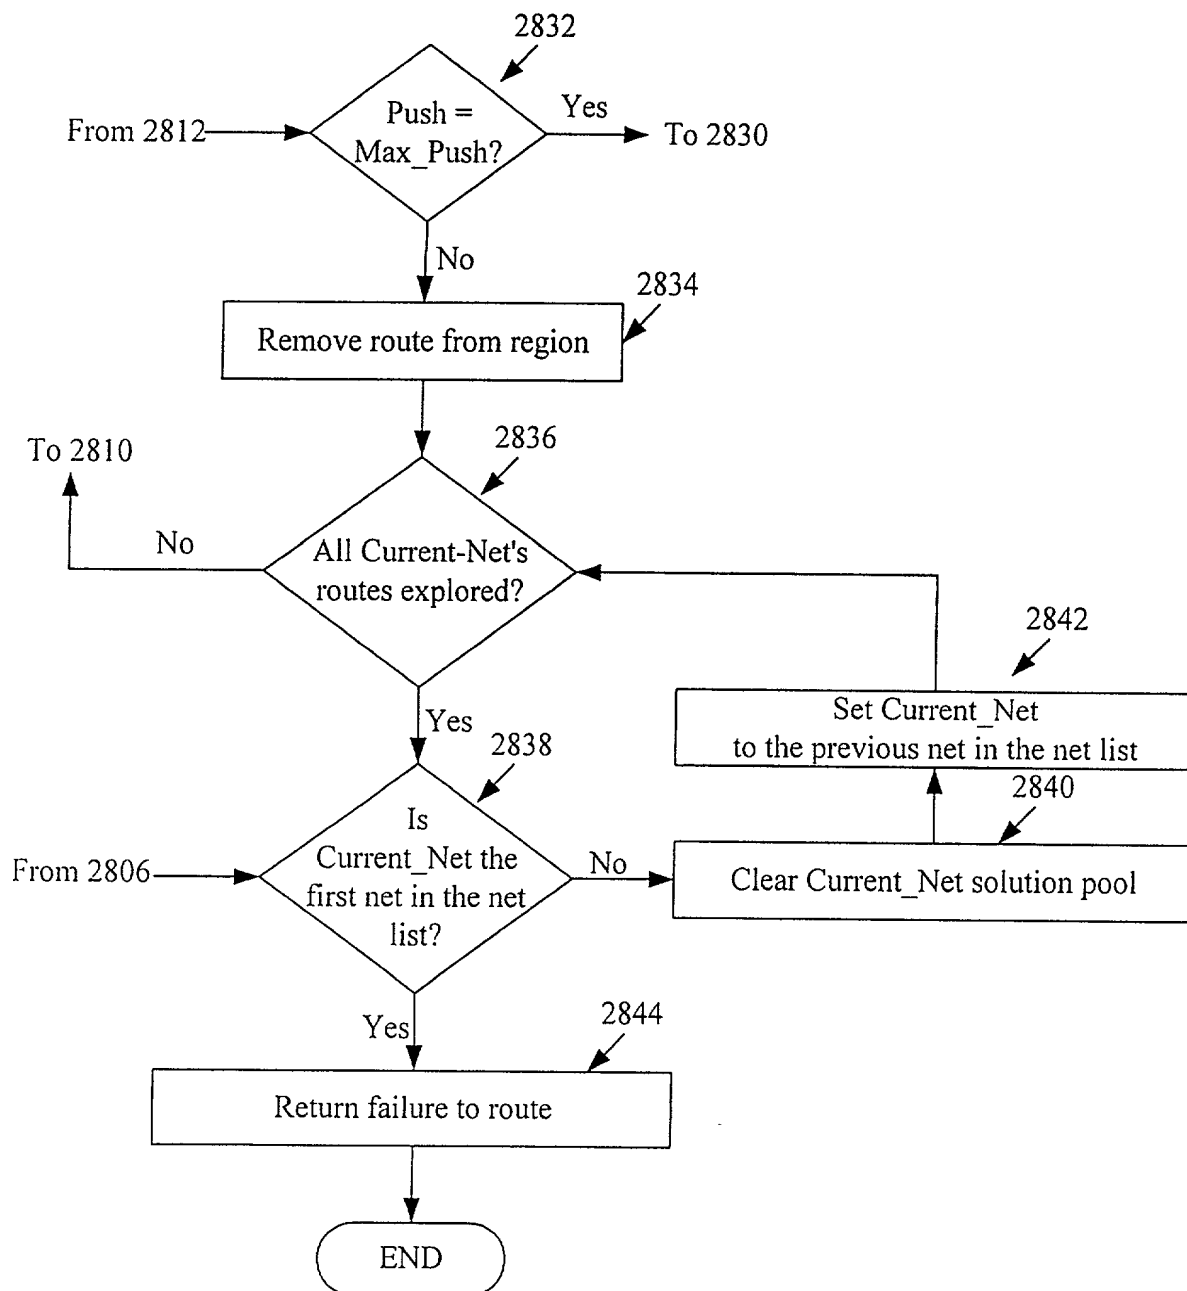 2832
Push =
Max_Push?
Yes
From 2812
To 2830
No
2834
Remove route from region
2836
To 2810
No
All Current-Net's
routes explored?
2842
Set Current_Net
to the previous net in the net list
Yes
2838
2840
Is
Current_Net the
first net in the net
list?
From 2806
No
Clear Current_Net solution pool
Yes
2844
Return failure to route
END